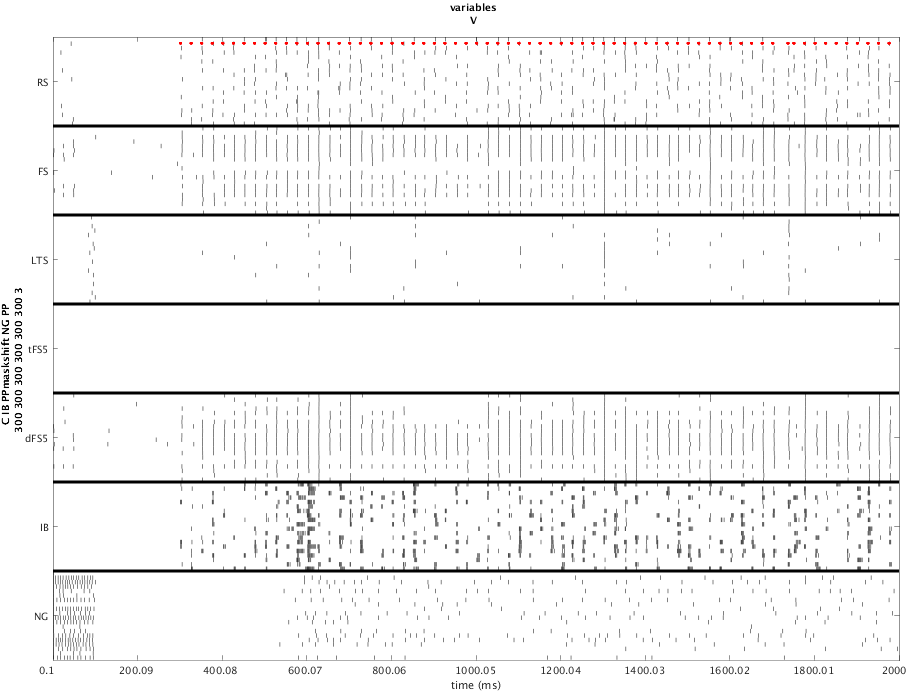 variables
V
C IB PPmaskshift NG PP
300 300 300 300 300 300 3
RS
FS
LTS
tFS5
dFS5
IB
NG
0.1 200.09 400.08 600.07 800.06 1000.05 1200.04 1400.03 1600.02 1800.01 2000
time (ms)